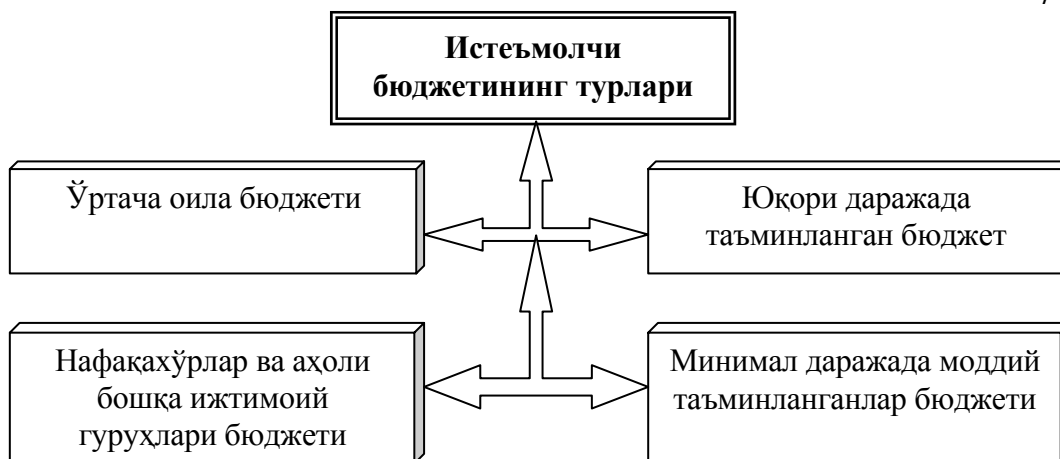 Истеъмолчи
бюджетининг турлари
Ўртача оила бюджети
Юқори даражада
таъминланган бюджет
Нафақахўрлар ва аҳоли
бошқа ижтимоий
гуруҳлари бюджети
Минимал даражада моддий
таъминланганлар бюджети